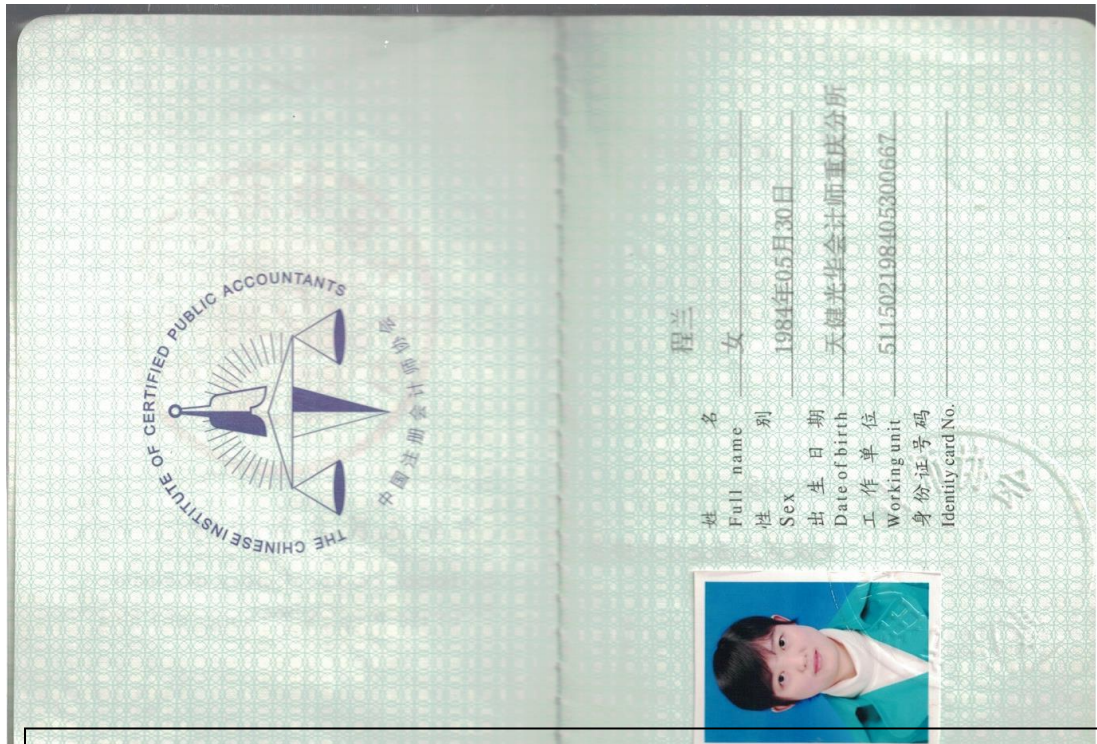 THE CHINESE INSTITUTE OF CERTIFIED PUBLIC ACCOUNTANTS
中国注册会计师协会
姓 名 程兰
Full name
性 别 女
Sex
出生日期 1984年05月30日
Date of birth
工作单位 天健光华会计师重庆分所
Working unit
身份证号码 511502198405300667
Identity card No.